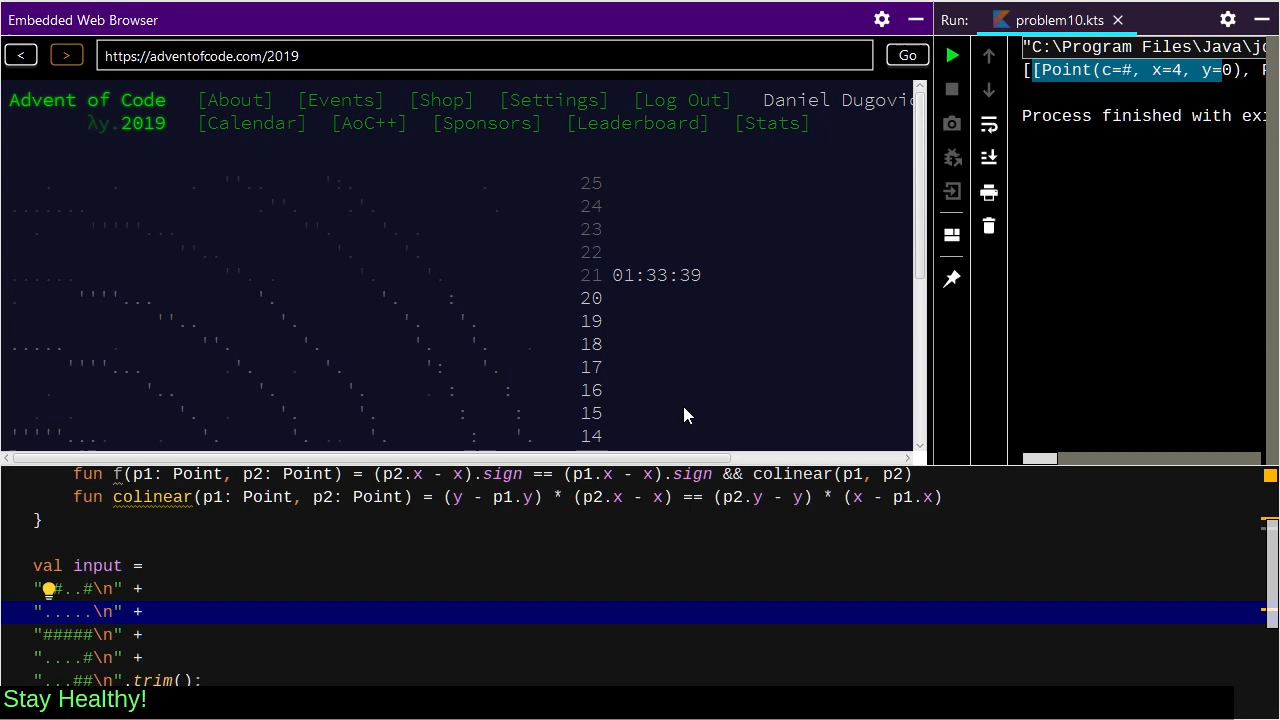 Embedded Web Browser
Run: problem10.kts
< > https://adventofcode.com/2019 Go
Advent of Code [About] [Events] [Shop] [Settings] [Log Out] Daniel
λy.2019 [Calendar] [AoC++] [Sponsors] [Leaderboard] [Stats]
25
24
23
22
21 01:33:39
20
19
18
17
16
15
14
"C:\Program Files\Java\
[[Point(c=#, x=4, y=0),
Process finished with
fun f(p1: Point, p2: Point) = (p2.x - x).sign == (p1.x - x).sign && colinear(p1, p2)
fun colinear(p1: Point, p2: Point) = (y - p1.y) * (p2.x - x) == (p2.y - y) * (x - p1.x)
}
val input =
"#..#\n" +
".....\n" +
"#####\n" +
"....#\n" +
"...##\n".trim();
Stay Healthy!